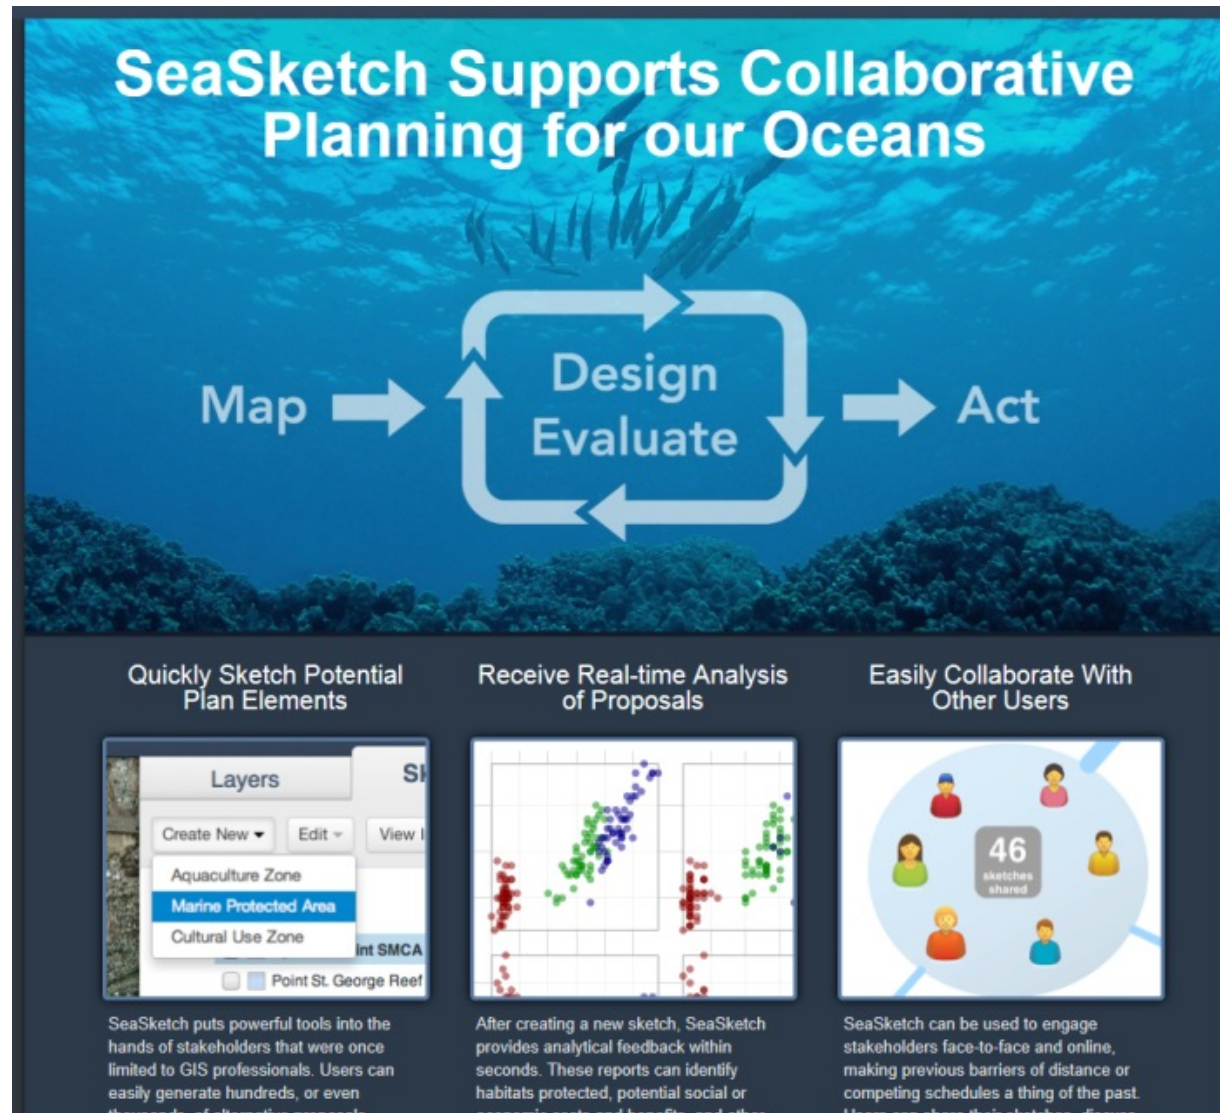 SeaSketch Supports Collaborative
Planning for our Oceans
Map
Design
Evaluate
Act
Quickly Sketch Potential
Plan Elements
Layers
Create New
Edit
View
Aquaculture Zone
Marine Protected Area
Cultural Use Zone
int SMCA
Point St. George Reef
SeaSketch puts powerful tools into the
hands of stakeholders that were once
limited to GIS professionals. Users can
easily generate hundreds, or even
Receive Real-time Analysis
of Proposals
After creating a new sketch, SeaSketch
provides analytical feedback within
seconds. These reports can identify
habitats protected, potential social or
Easily Collaborate With
Other Users
46
sketches
shared
SeaSketch can be used to engage
stakeholders face-to-face and online,
making previous barriers of distance or
competing schedules a thing of the past.